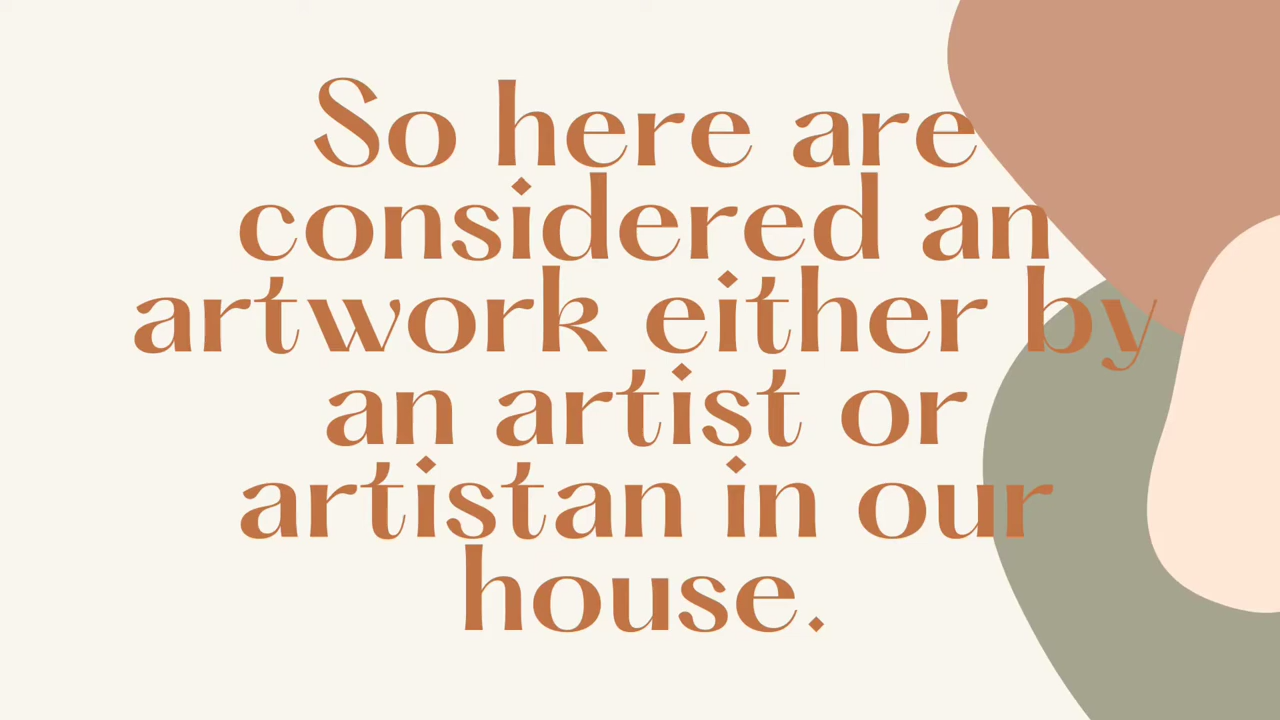 So here are
considered an
artwork either by
an artist or
artistan in our
house.